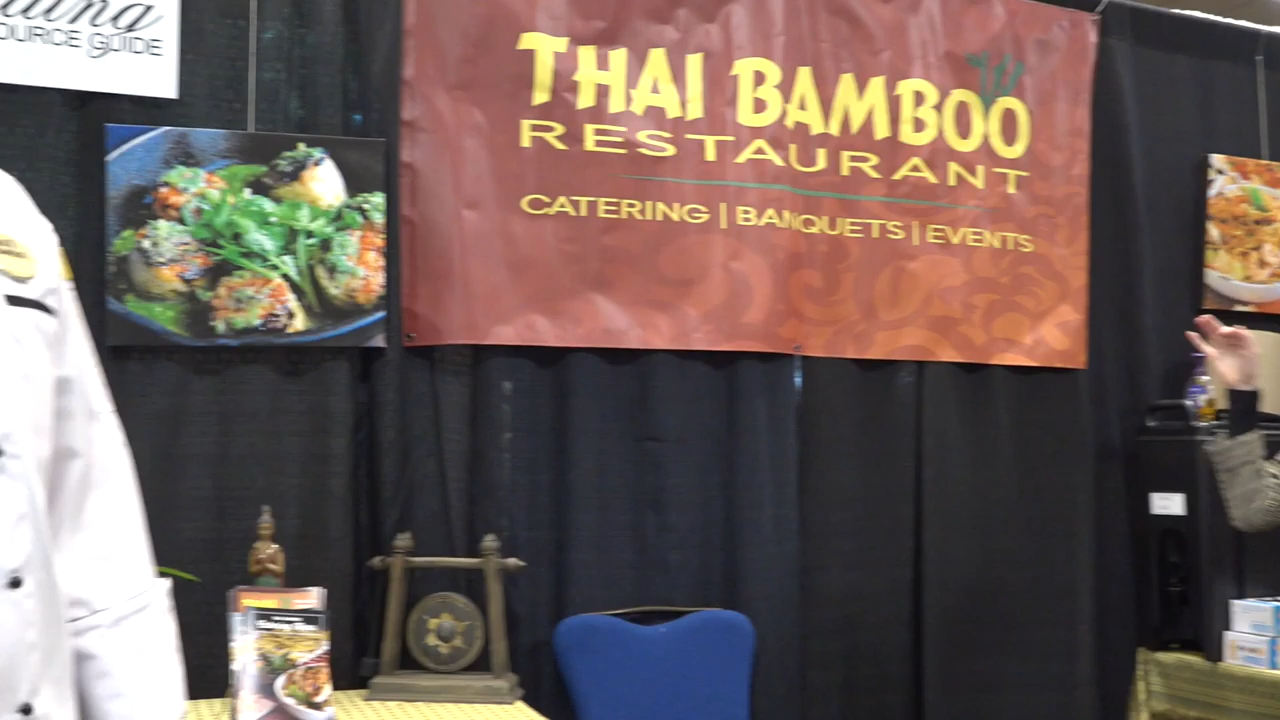 OURCE GUIDE
THAI BAMBOO
RESTAURANT
CATERING | BANQUETS | EVENTS